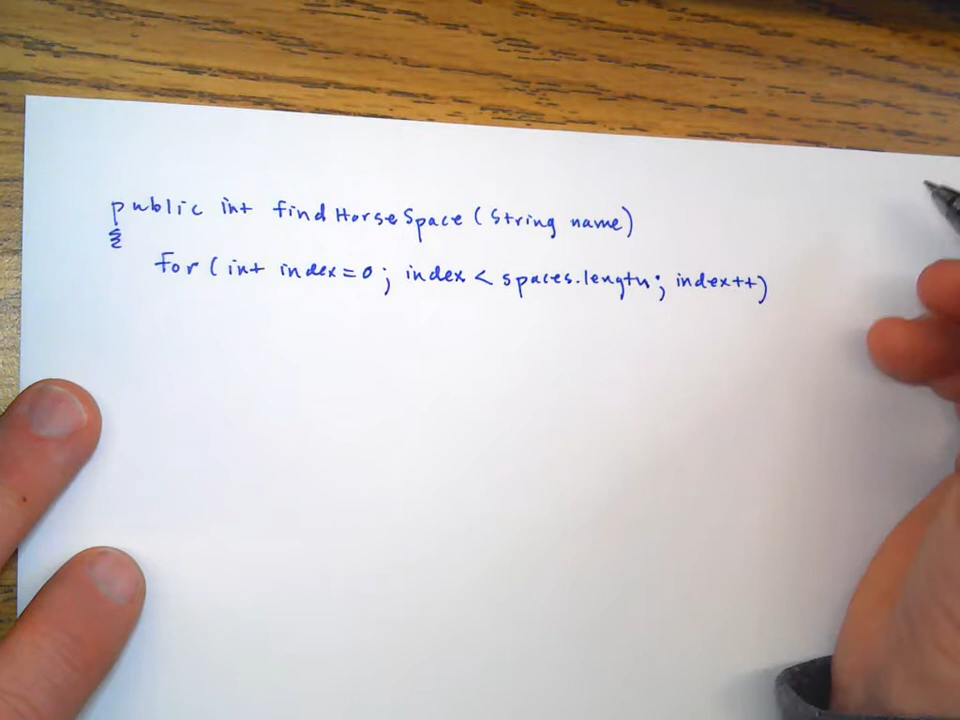 public int findHorseSpace(String name)
{
for(int index=0; index < spaces.length; index++)